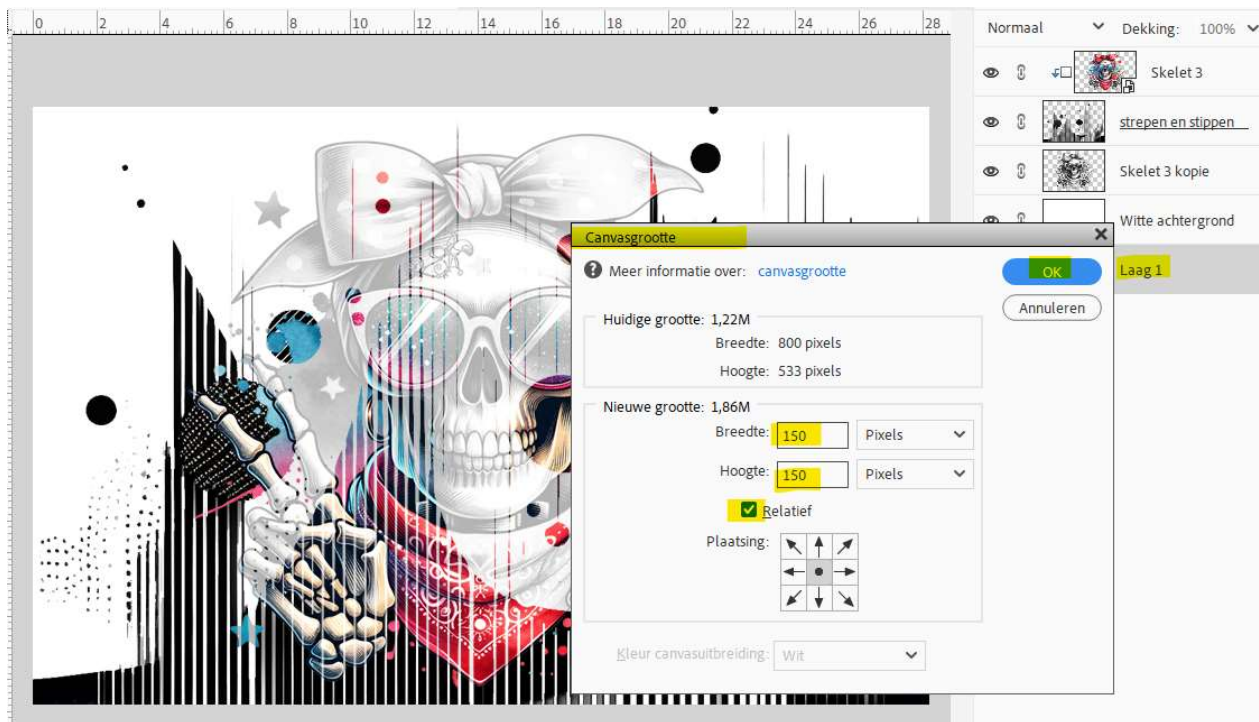 0 2 4 6 8 10 12 14 16 18 20 22 24 26 28
Normaal Dekking: 100%
Skelet 3
strepen en stippen
Skelet 3 kopie
Witte achtergrond
Laag 1
Canvasgrootte
Meer informatie over: canvasgrootte
OK
Annuleren
Huidige grootte: 1,22M
Breedte: 800 pixels
Hoogte: 533 pixels
Nieuwe grootte: 1,86M
Breedte: 150 Pixels
Hoogte: 150 Pixels
Relatief
Plaatsing:
Kleur canvasuitbreiding: Wit